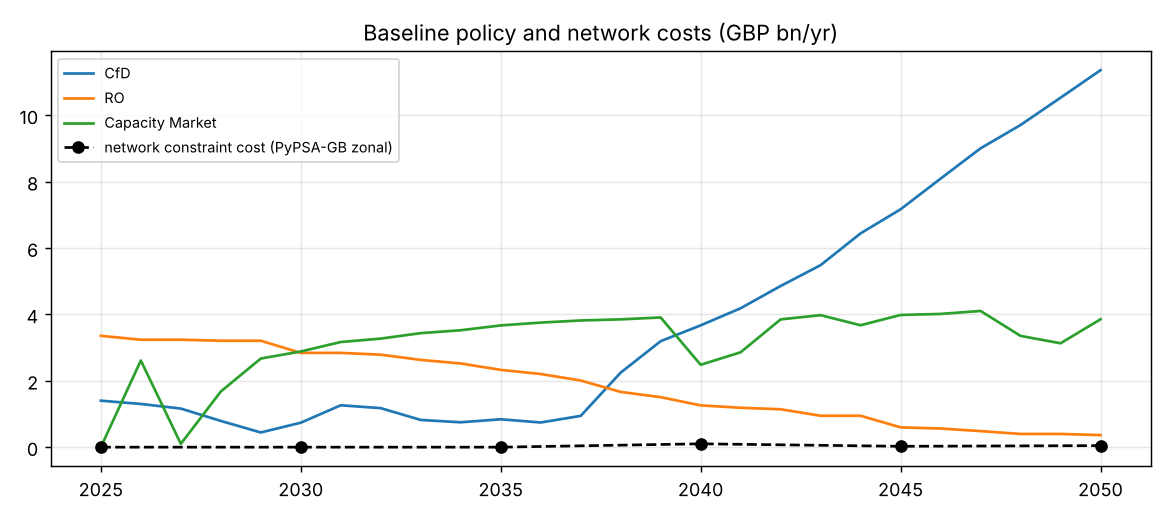 Baseline policy and network costs (GBP bn/yr)
CfD
RO
Capacity Market
network constraint cost (PyPSA-GB zonal)
10
8
6
4
2
0
2025 2030 2035 2040 2045 2050